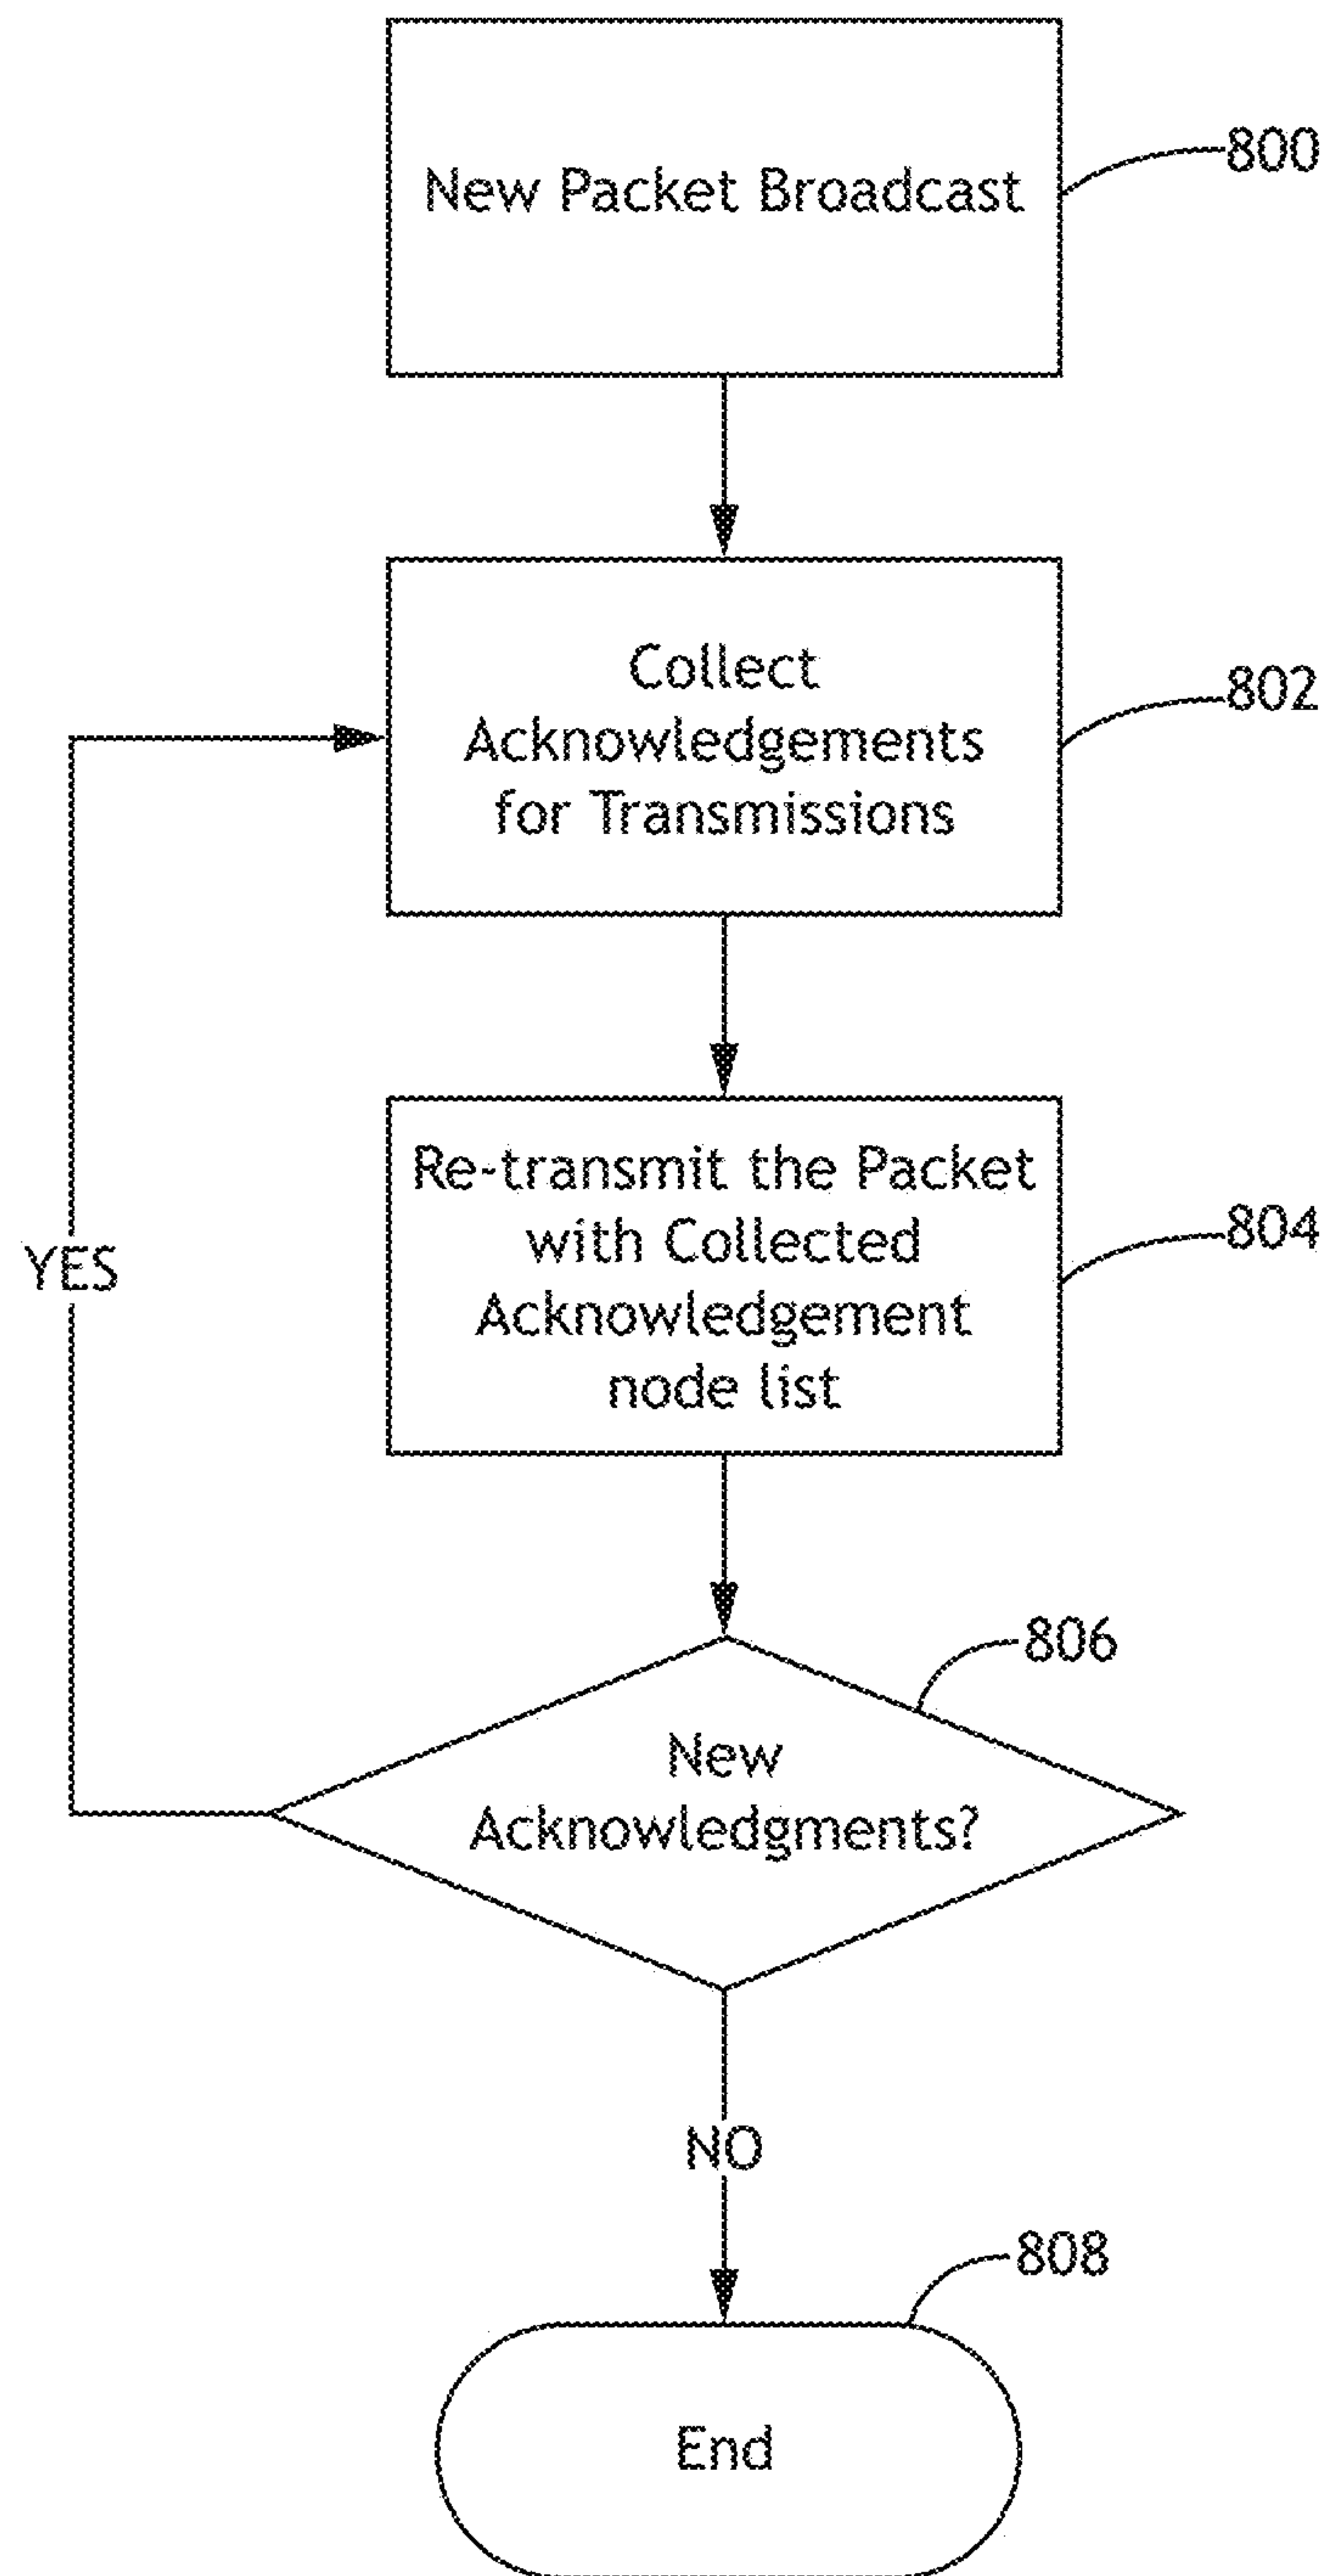 New Packet Broadcast
800
Collect
Acknowledgements
for Transmissions
802
Re-transmit the Packet
with Collected
Acknowledgement
node list
804
YES
806
New
Acknowledgments?
NO
808
End